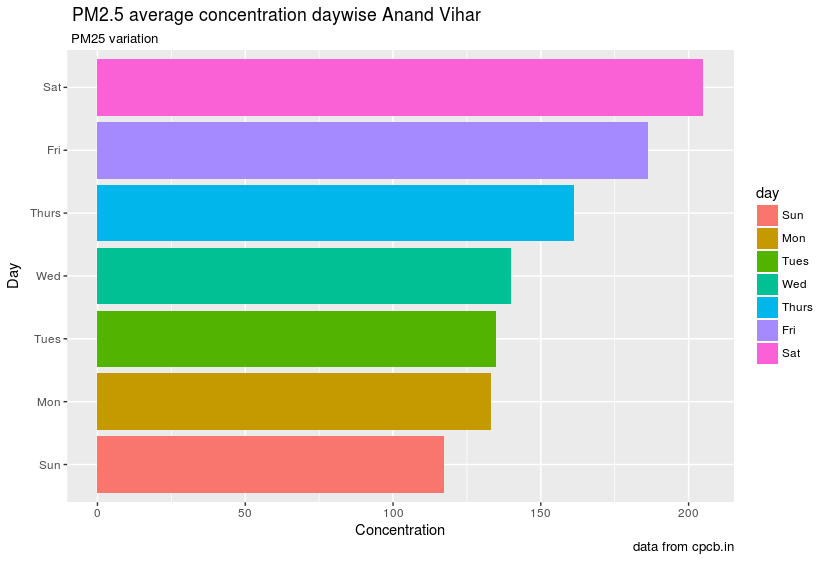 PM2.5 average concentration daywise Anand Vihar
PM25 variation
Sat
Fri
Thurs
Wed
Tues
Mon
Sun
Day
0 50 100 150 200
Concentration
data from cpcb.in
day
Sun
Mon
Tues
Wed
Thurs
Fri
Sat